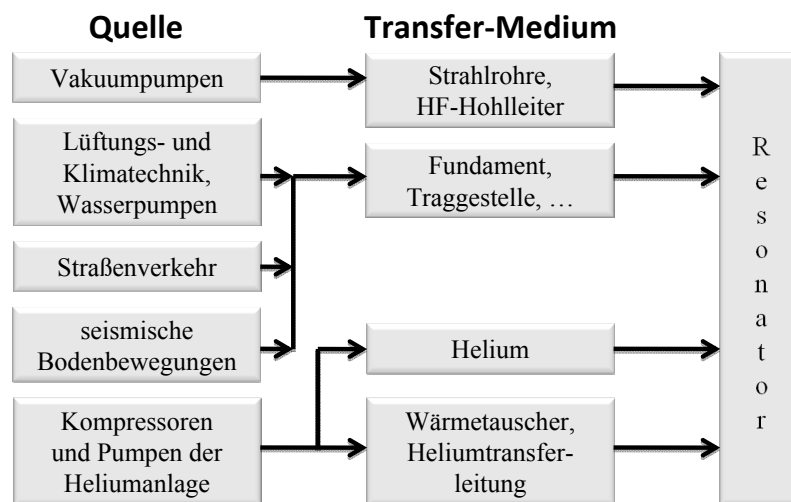 Quelle
Transfer-Medium
Vakuumpumpen
Strahlrohre,
HF-Hohlleiter
Lüftungs- und
Klimatechnik,
Wasserpumpen
Fundament,
Traggestelle, …
Straßenverkehr
seismische
Bodenbewegungen
Helium
Kompressoren
und Pumpen der
Heliumanlage
Wärmetauscher,
Heliumtransfer-
leitung
Resonator